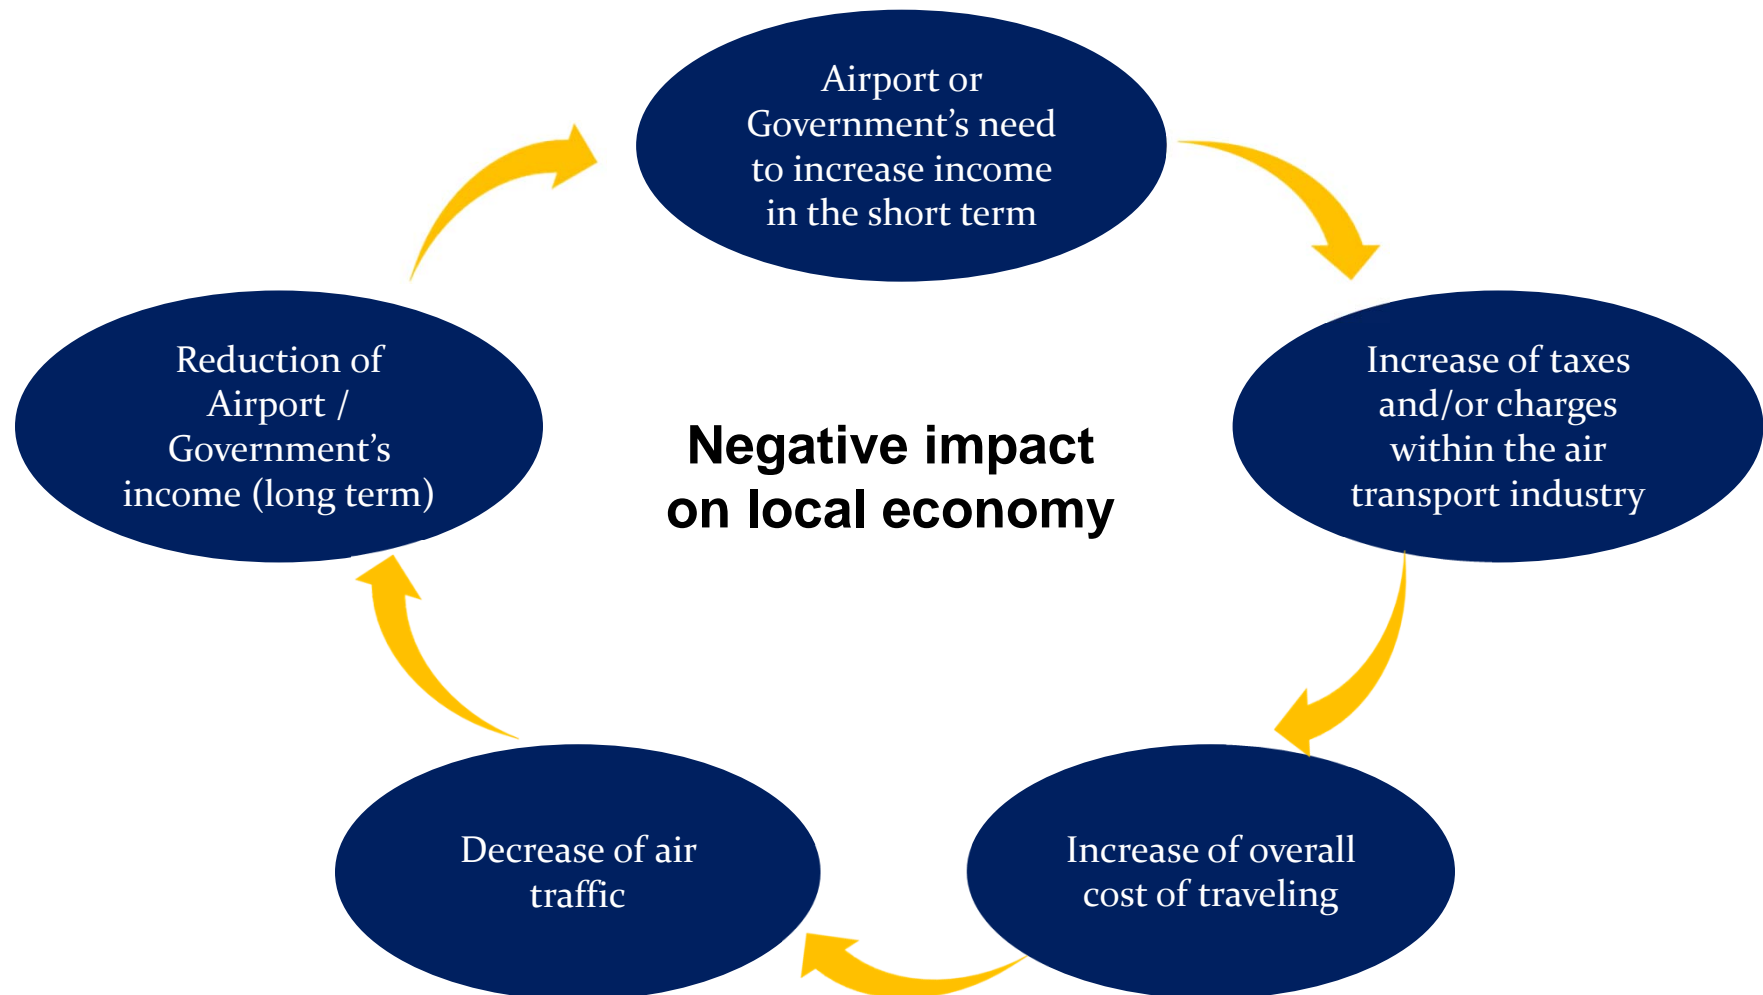 Airport or
Government’s need
to increase income
in the short term
Increase of taxes
and/or charges
within the air
transport industry
Increase of overall
cost of traveling
Decrease of air
traffic
Reduction of
Airport /
Government’s
income (long term)
Negative impact
on local economy